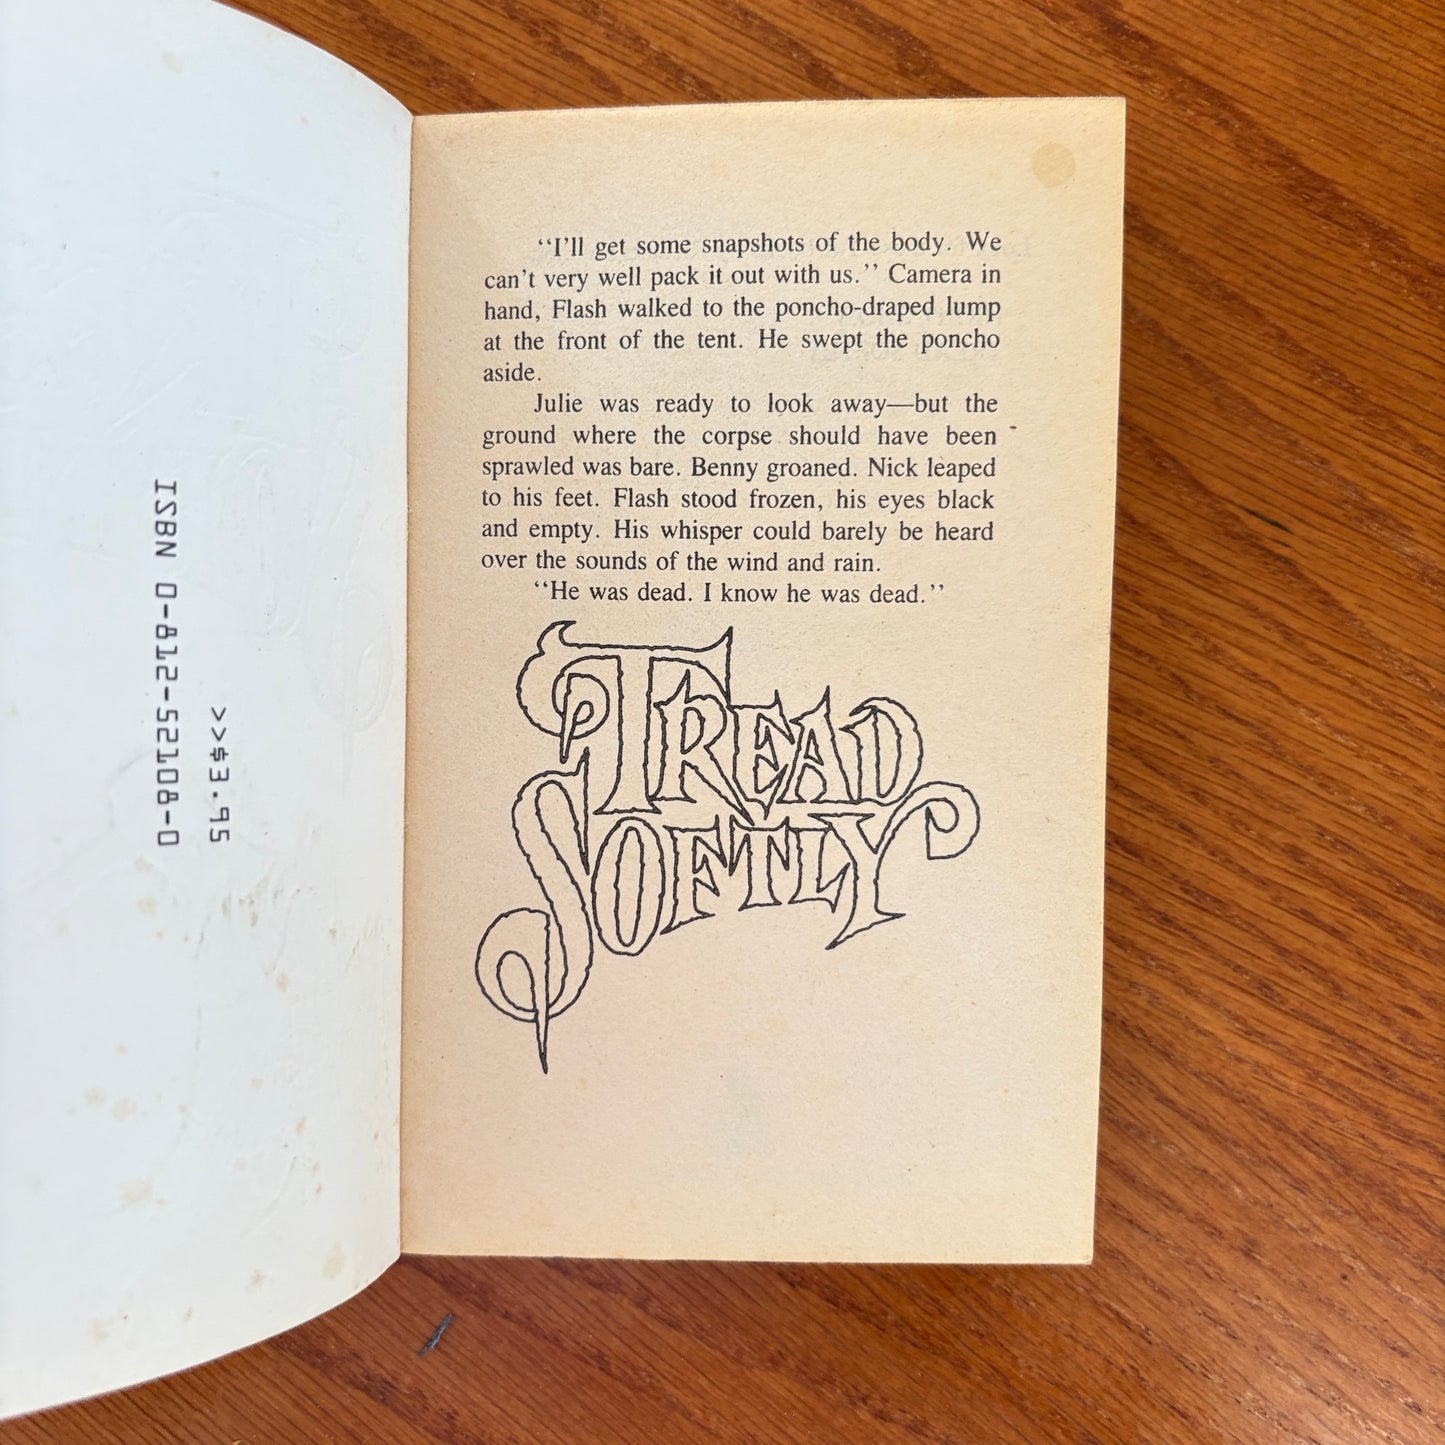 ISBN 0-812-52108-0
>>$3.95
“I’ll get some snapshots of the body. We
can’t very well pack it out with us.” Camera in
hand, Flash walked to the poncho-draped lump
at the front of the tent. He swept the poncho
aside.
Julie was ready to look away—but the
ground where the corpse should have been
sprawled was bare. Benny groaned. Nick leaped
to his feet. Flash stood frozen, his eyes black
and empty. His whisper could barely be heard
over the sounds of the wind and rain.
“He was dead. I know he was dead.”
TREAD
SOFTLY